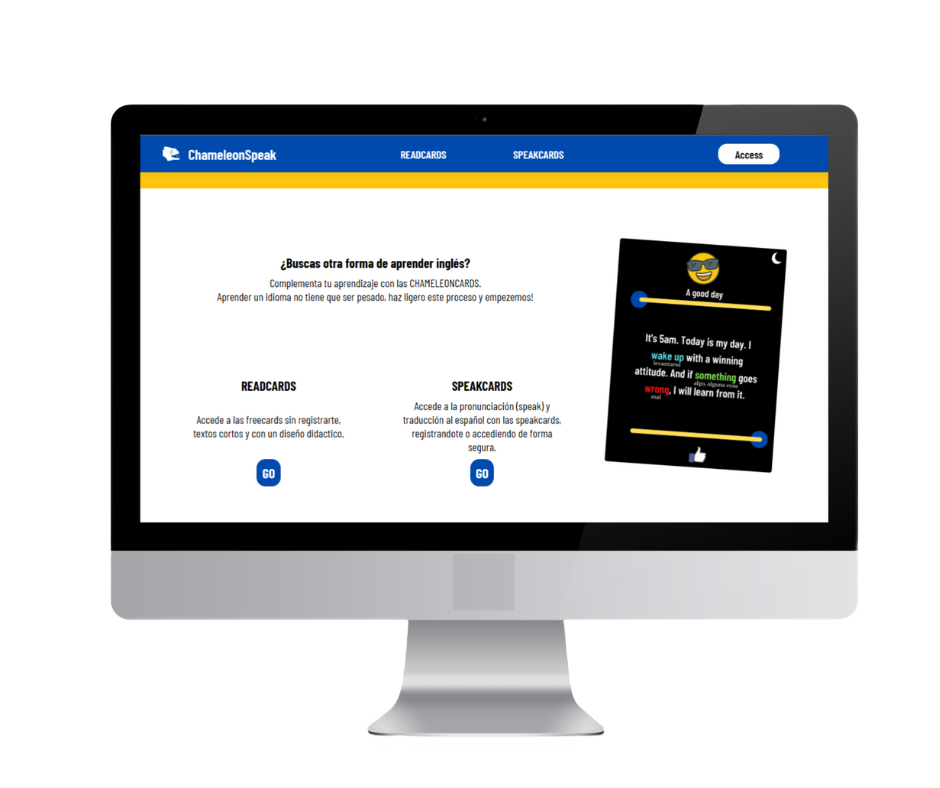 ChameleonSpeak
READCARDS
SPEAKCARDS
Access
¿Buscas otra forma de aprender inglés?
Complementa tu aprendizaje con las CHAMELEONCARDS.
Aprender un idioma no tiene que ser pesado, haz ligero este proceso y empezemos!
READCARDS
Accede a las freecards sin registrarte,
textos cortos y con un diseño didactico.
GO
SPEAKCARDS
Accede a la pronunciación (speak) y
traducción al español con las speakcards,
registrandote o accediendo de forma
segura.
GO
A good day
It's 5am. Today is my day. I
wake up with a winning
levantarse
attitude. And if something goes
algo, alguna cosa
wrong, I will learn from it.
mal